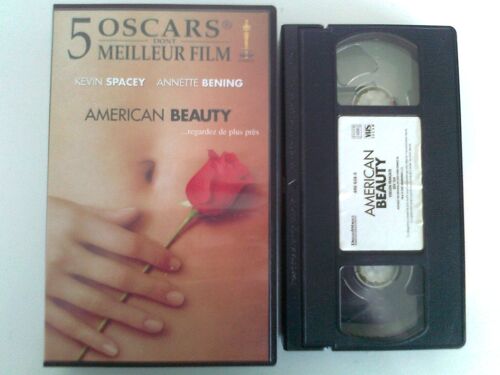 5 OSCARS®
DONT
MEILLEUR FILM
KEVIN SPACEY ANNETTE BENING
AMERICAN BEAUTY
...regardez de plus près
VHS
AMERICAN
BEAUTY